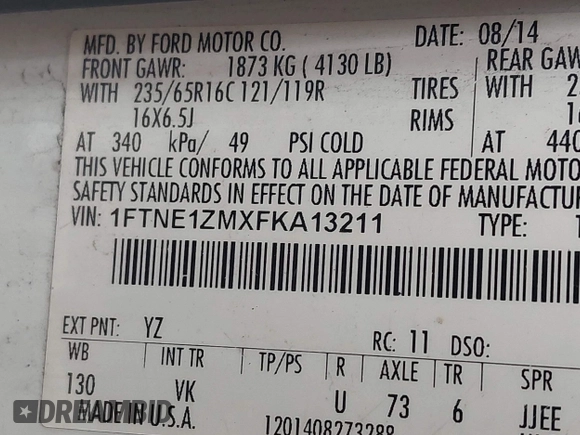 MFD. BY FORD MOTOR CO. DATE: 08/14
FRONT GAWR: 1873 KG ( 4130 LB) REAR GAW
WITH 235/65R16C 121/119R TIRES WITH
16X6.5J RIMS
AT 340 kPa/ 49 PSI COLD AT 440
THIS VEHICLE CONFORMS TO ALL APPLICABLE FEDERAL MOTO
SAFETY STANDARDS IN EFFECT ON THE DATE OF MANUFACTUR
VIN: 1FTNE1ZMXFKA13211 TYPE:
EXT PNT: YZ RC: 11 DSO:
WB INT TR TP/PS R AXLE TR SPR
130 VK U 73 6 JJEE
MADE IN U.S.A. 1201408273288
DREAMBID